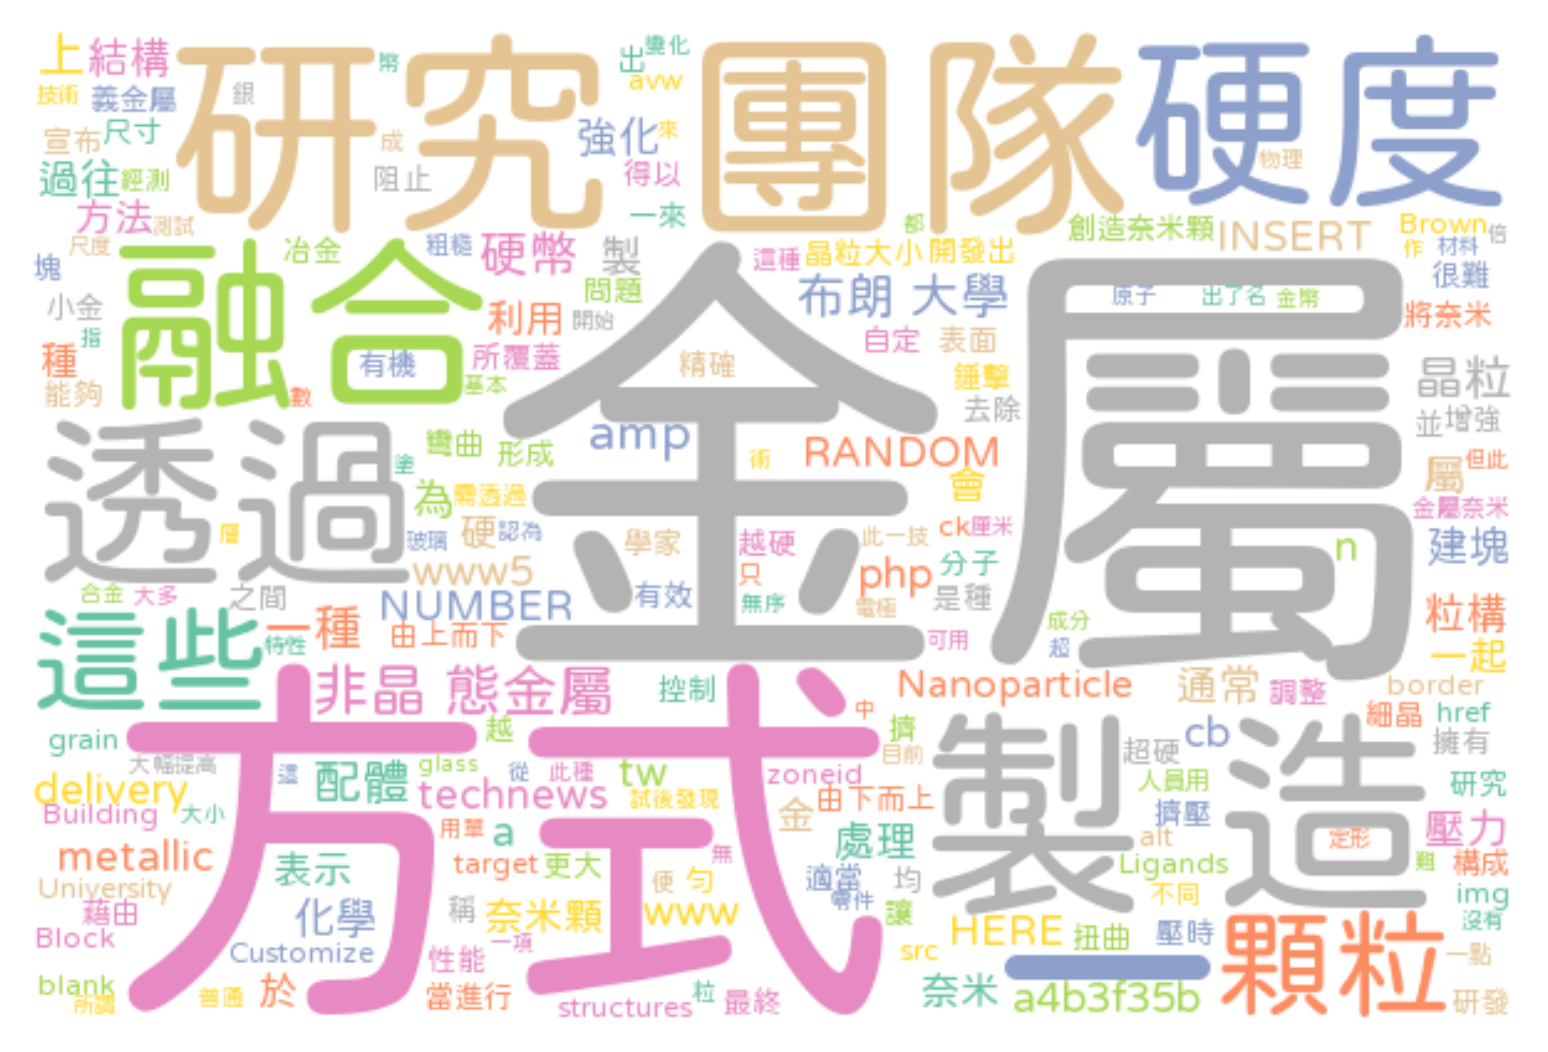 上 結構 研究 團隊 硬度
幣 出 變化
技術 義金屬 銀 avw
宣布 尺寸 成 強化 來 物理
過往 經測 阻止 得以
方法 測試 一來 都 創造奈米顆 INSERT Brown 倍
尺度 融合 冶金 粗糙 硬幣 製 這種 晶粒大小 開發出 作 材料
塊 金屬 問題 布朗 大學 原子 出了名 金幣 很難
小金 利用 開始 將奈米
指 自定 表面
種 有機 所覆蓋 精確 錘擊 晶粒
能夠 數 基本 去除 並 增強
透過 彎曲 形成 amp 術 RANDOM 屬 但此
塗 為 需透過 會 金屬奈米
層 玻璃 硬 認為 學家 越硬 此一技 ck 厘米 n 建塊
www5 只 php 分子
合金 大多 之間 NUMBER 有效 無序 電極 是種 成分 粒構
這些 一種 特性 由上而下 可用 超 一起
方式 非晶 態金屬 控制 Nanoparticle 通常 調整 border
中 製造 細晶 href
grain 越 擠 目前 超硬 cb 擁有
大幅提高 這 配體 glass 從 此種 tw zoneid 人員用 研究
delivery technews 試後發現 金 由下而上 擠壓
Building 大小 用單 a 處理 alt 定形 壓力
metallic 表示 target 更大 無 Ligands 難 構成
University 便 勻 適當 均 不同 img
藉由 化學 稱 奈米顆 www 零件 讓 沒有
Block Customize 性能 一項 src HERE 扭曲 壓時 顆粒 一點
blank 所謂 普通 於 當進行 structures 粒 最終 奈米 一 a4b3f35b 研發